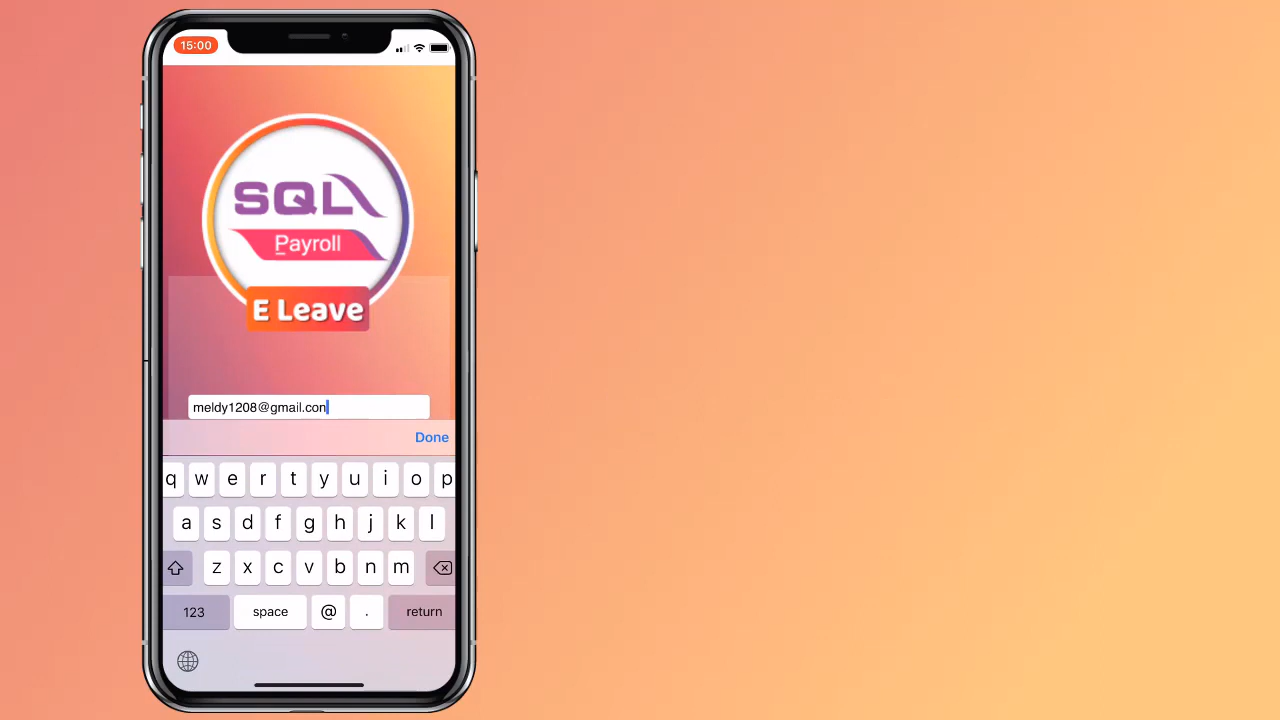 15:00
SQL
Payroll
E Leave
meldy1208@gmail.con
Done
q w e r t y u i o p
a s d f g h j k l
z x c v b n m
123 space @ . return